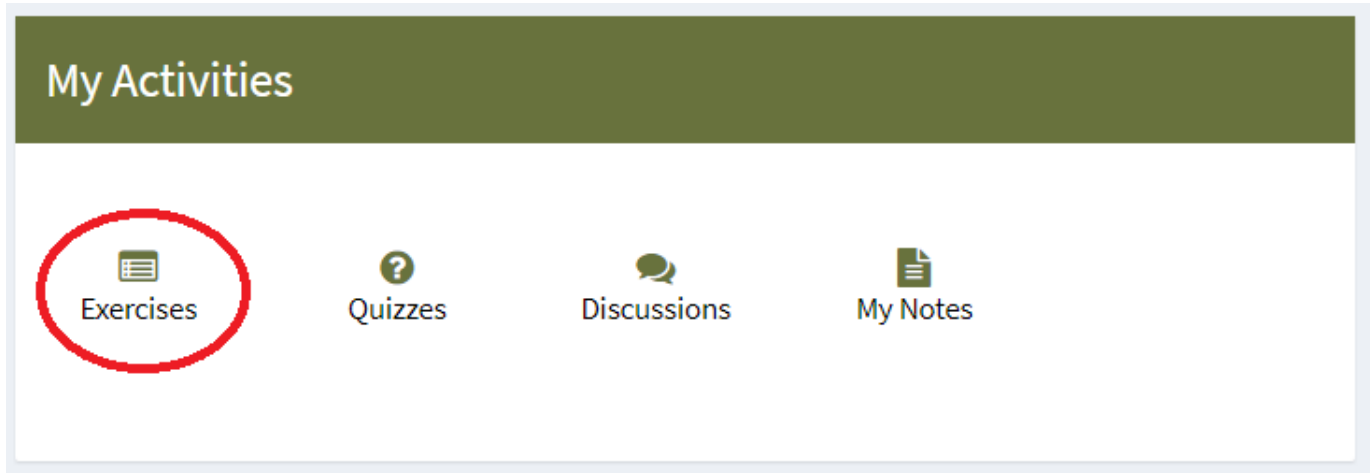 My Activities
Exercises
Quizzes
Discussions
My Notes